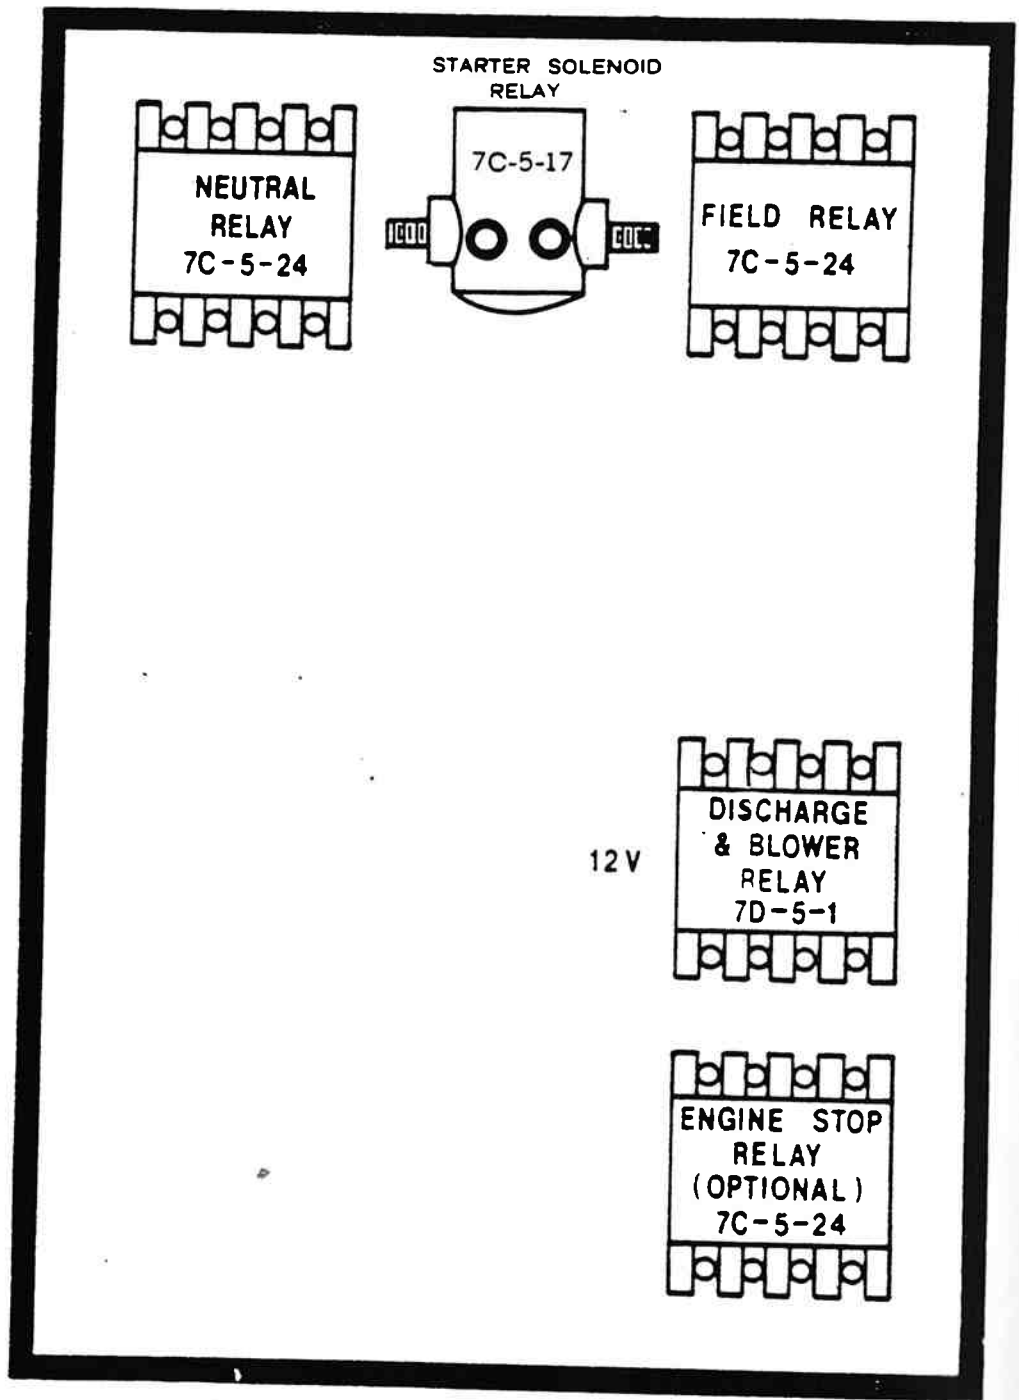 STARTER SOLENOID
RELAY
NEUTRAL
RELAY
7C-5-24
7C-5-17
FIELD RELAY
7C-5-24
12 V
DISCHARGE
& BLOWER
RELAY
7D-5-1
ENGINE STOP
RELAY
(OPTIONAL)
7C-5-24